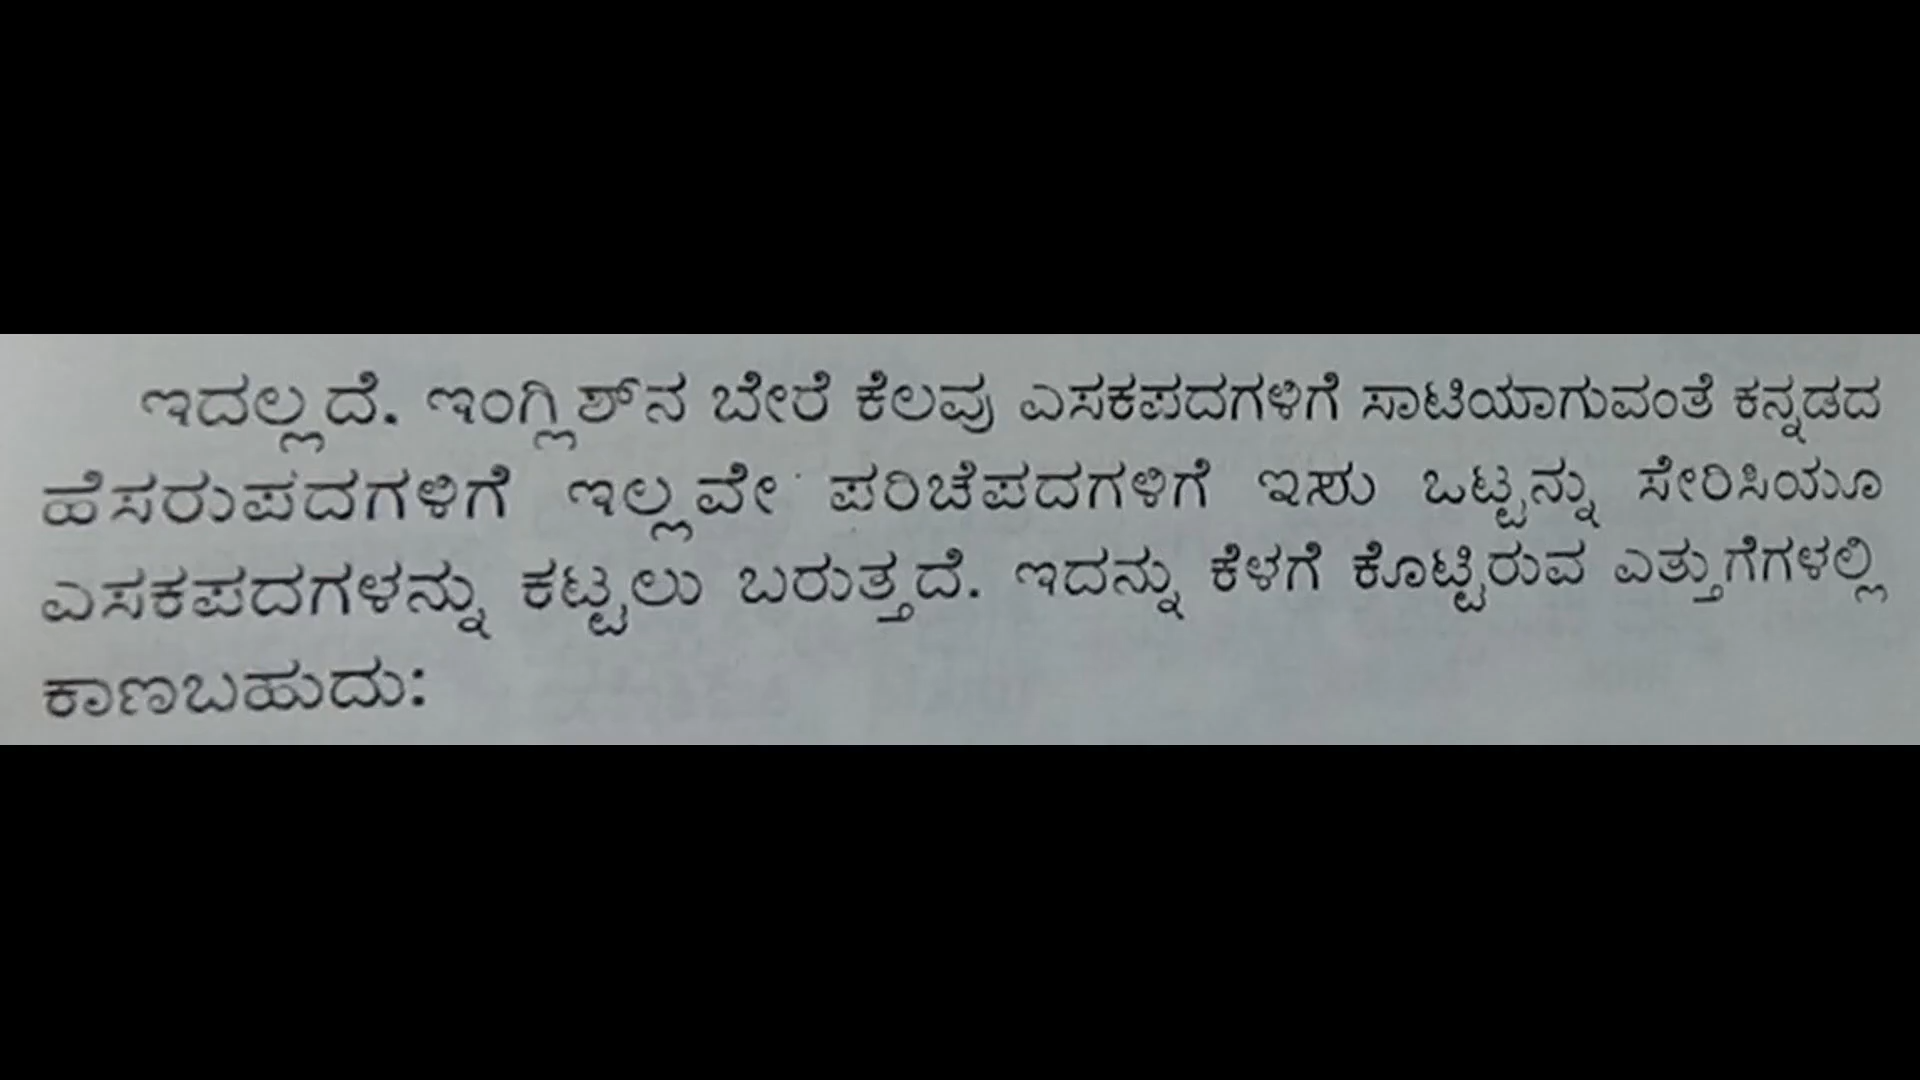 ಇದಲ್ಲದೆ. ಇಂಗ್ಲಿಶ್‌ನ ಬೇರೆ ಕೆಲವು ಎಸಕಪದಗಳಿಗೆ ಸಾಟಿಯಾಗುವಂತೆ ಕನ್ನಡದ
ಹೆಸರುಪದಗಳಿಗೆ ಇಲ್ಲವೇ ಪರಿಚೆಪದಗಳಿಗೆ ಇಸು ಒಟ್ಟನ್ನು ಸೇರಿಸಿಯೂ
ಎಸಕಪದಗಳನ್ನು ಕಟ್ಟಲು ಬರುತ್ತದೆ. ಇದನ್ನು ಕೆಳಗೆ ಕೊಟ್ಟಿರುವ ಎತ್ತುಗೆಗಳಲ್ಲಿ
ಕಾಣಬಹುದು: